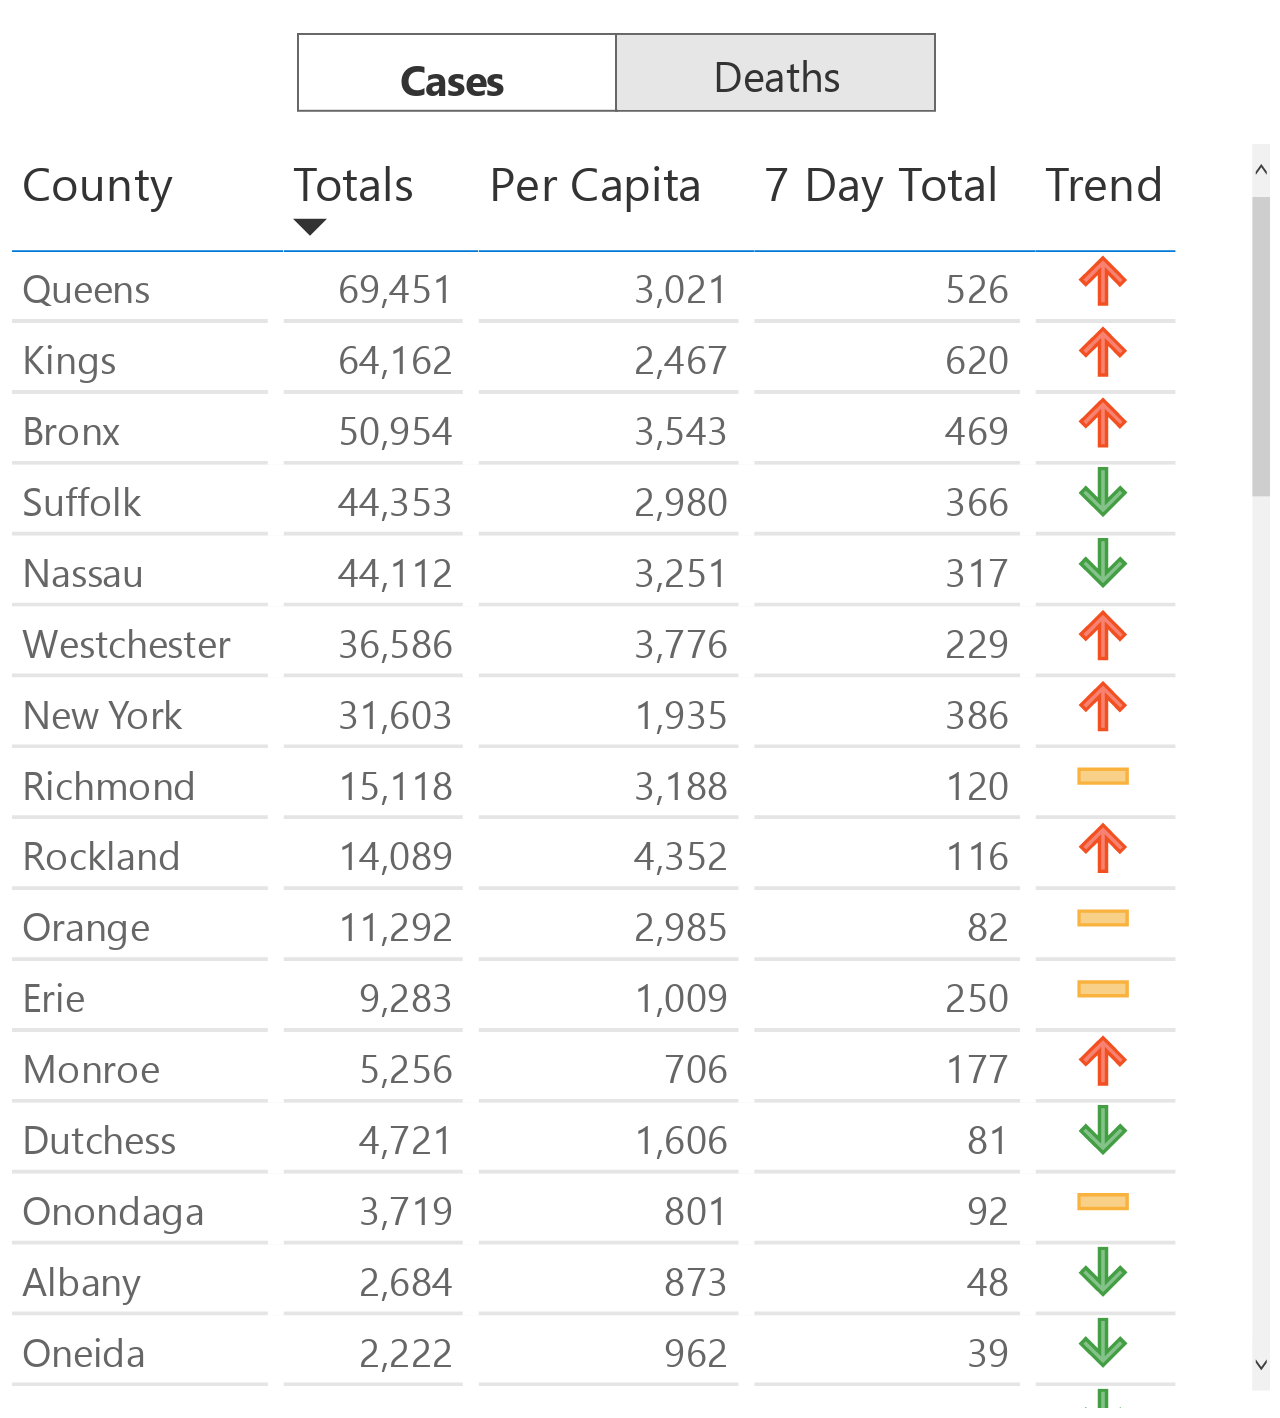 Cases Deaths
County Totals Per Capita 7 Day Total Trend
Queens 69,451 3,021 526
Kings 64,162 2,467 620
Bronx 50,954 3,543 469
Suffolk 44,353 2,980 366
Nassau 44,112 3,251 317
Westchester 36,586 3,776 229
New York 31,603 1,935 386
Richmond 15,118 3,188 120
Rockland 14,089 4,352 116
Orange 11,292 2,985 82
Erie 9,283 1,009 250
Monroe 5,256 706 177
Dutchess 4,721 1,606 81
Onondaga 3,719 801 92
Albany 2,684 873 48
Oneida 2,222 962 39